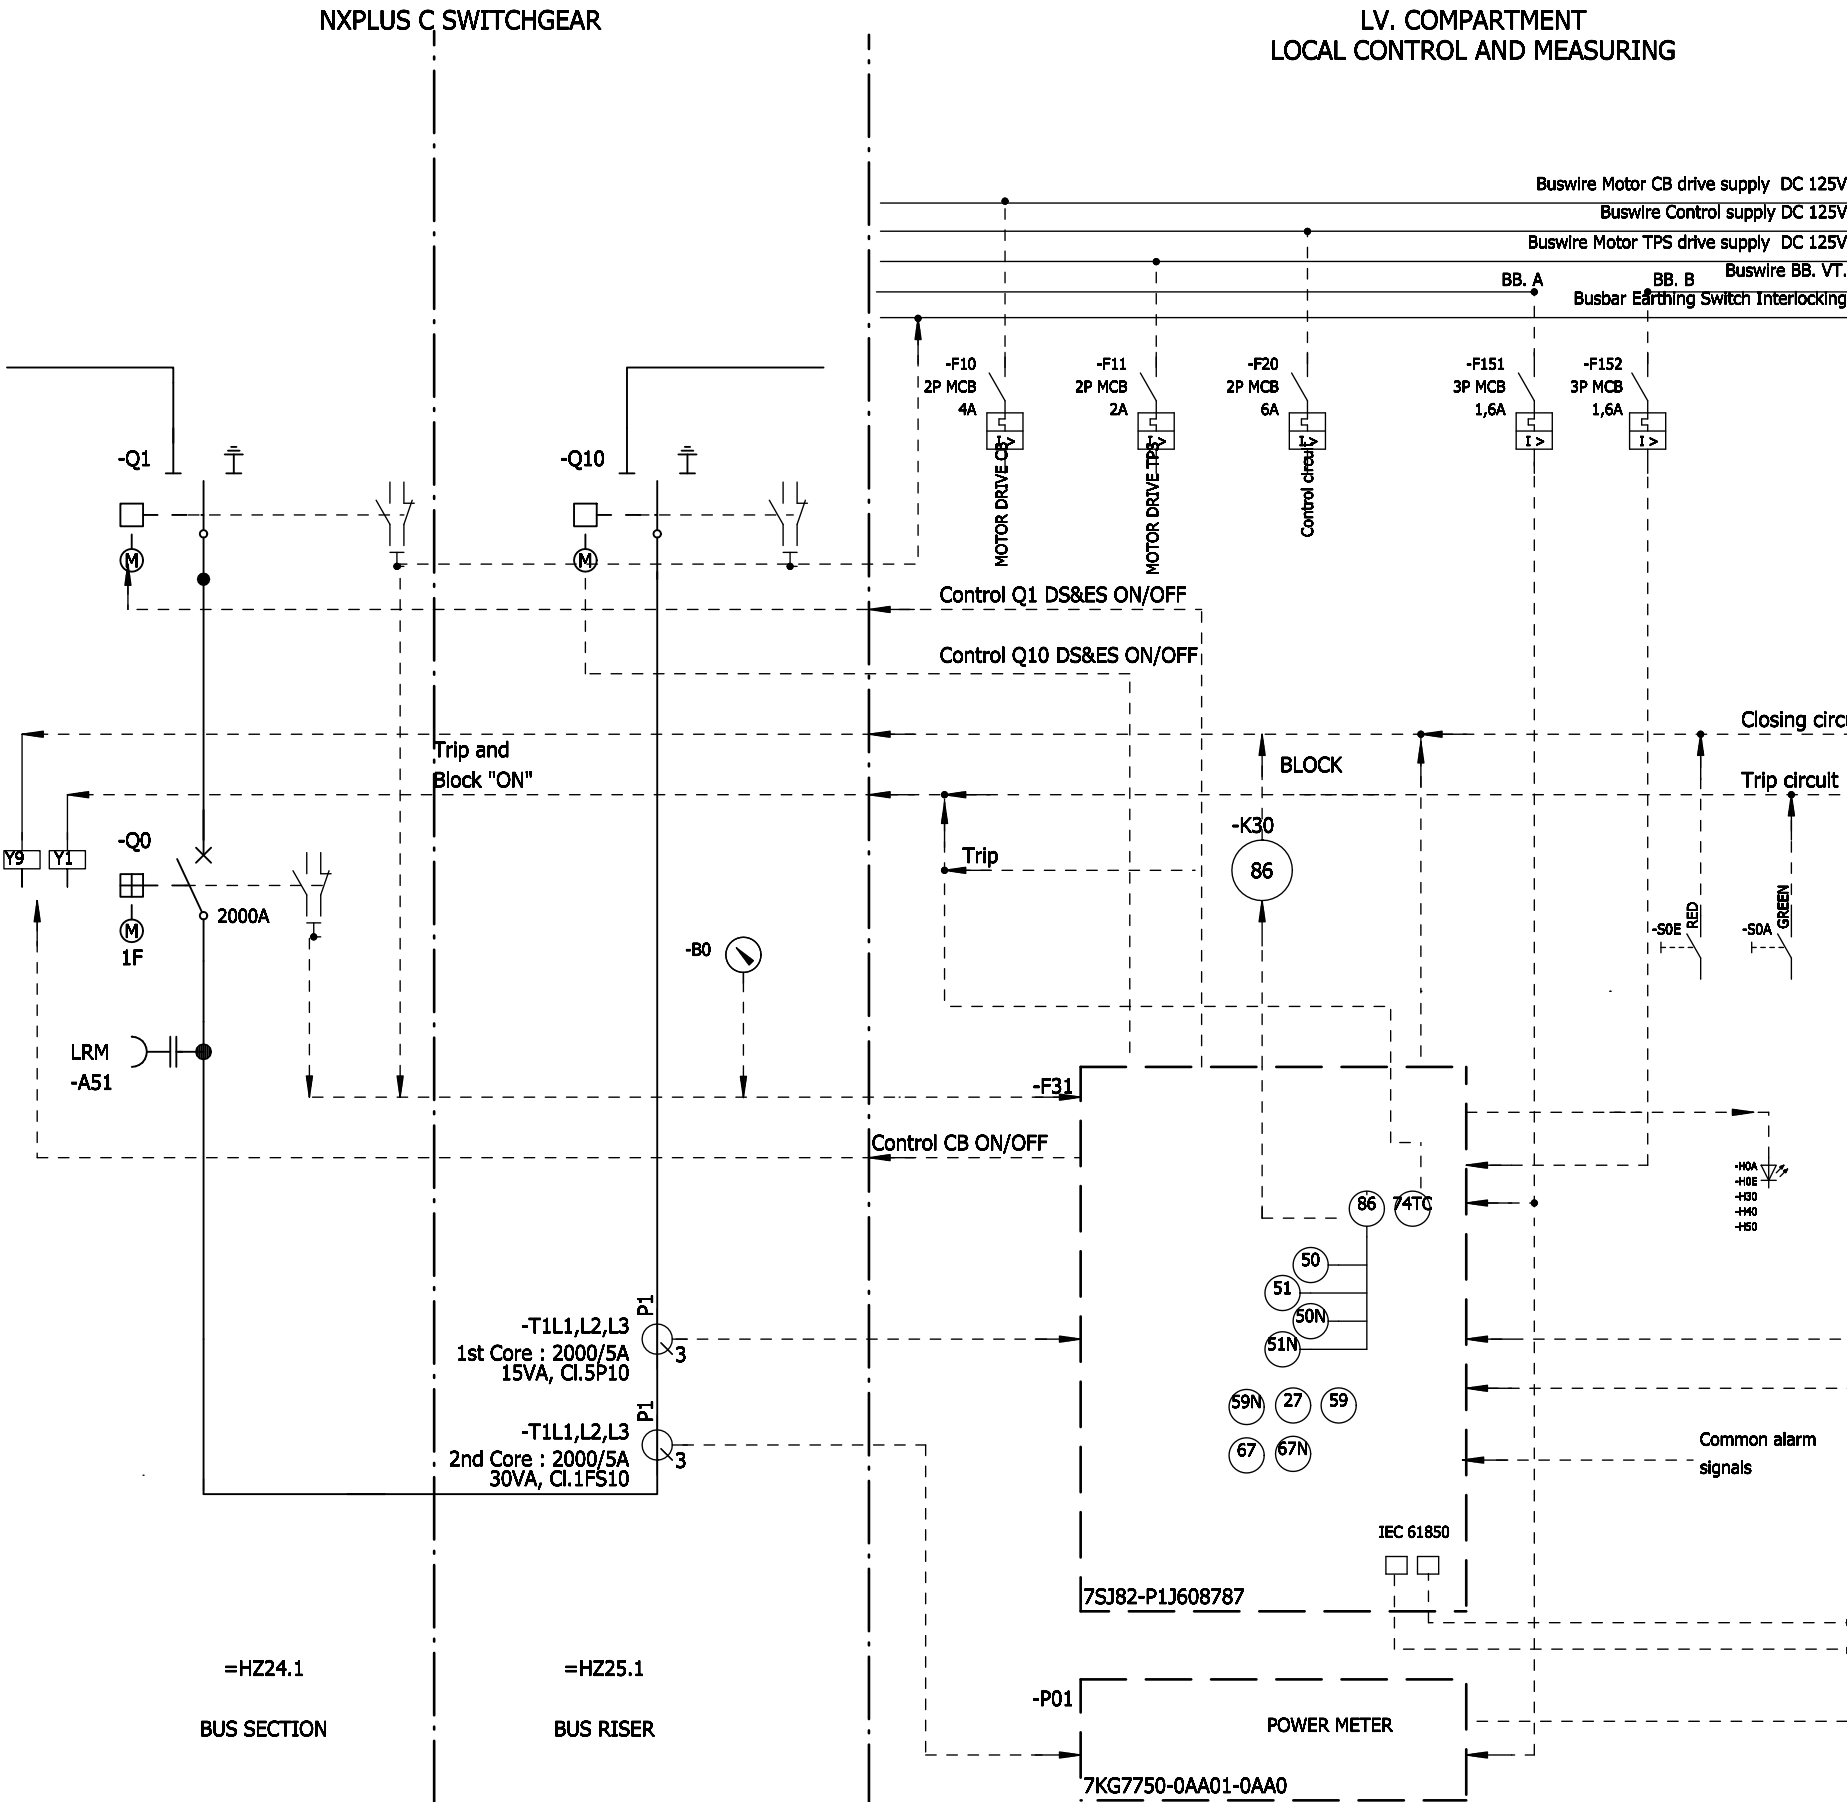 NXPLUS C SWITCHGEAR
LV. COMPARTMENT
LOCAL CONTROL AND MEASURING
Buswire Motor CB drive supply DC 125V
Buswire Control supply DC 125V
Buswire Motor TPS drive supply DC 125V
Buswire BB. VT.
BB. A
BB. B
Busbar Earthing Switch Interlocking
-F10
2P MCB
4A
I >
MOTOR DRIVE CB
-F11
2P MCB
2A
I >
MOTOR DRIVE TPS
-F20
2P MCB
6A
I >
Control circuit
-F151
3P MCB
1,6A
I >
-F152
3P MCB
1,6A
I >
-Q1
M
-Q10
M
Control Q1 DS&ES ON/OFF
Control Q10 DS&ES ON/OFF
Closing circu
Trip and
Block "ON"
BLOCK
Trip circuit
-K30
86
Trip
Y9
Y1
-Q0
M
1F
2000A
-B0
-S0E
RED
-S0A
GREEN
LRM
-A51
-F31
Control CB ON/OFF
-H0A
-H0E
-H30
-H40
-H50
86
74TC
50
51
50N
51N
59N
27
59
67
67N
P1
-T1L1,L2,L3
1st Core : 2000/5A
15VA, Cl.5P10
3
P1
-T1L1,L2,L3
2nd Core : 2000/5A
30VA, Cl.1FS10
3
Common alarm
signals
IEC 61850
7SJ82-P1J608787
=HZ24.1
=HZ25.1
BUS SECTION
BUS RISER
-P01
POWER METER
7KG7750-0AA01-0AA0